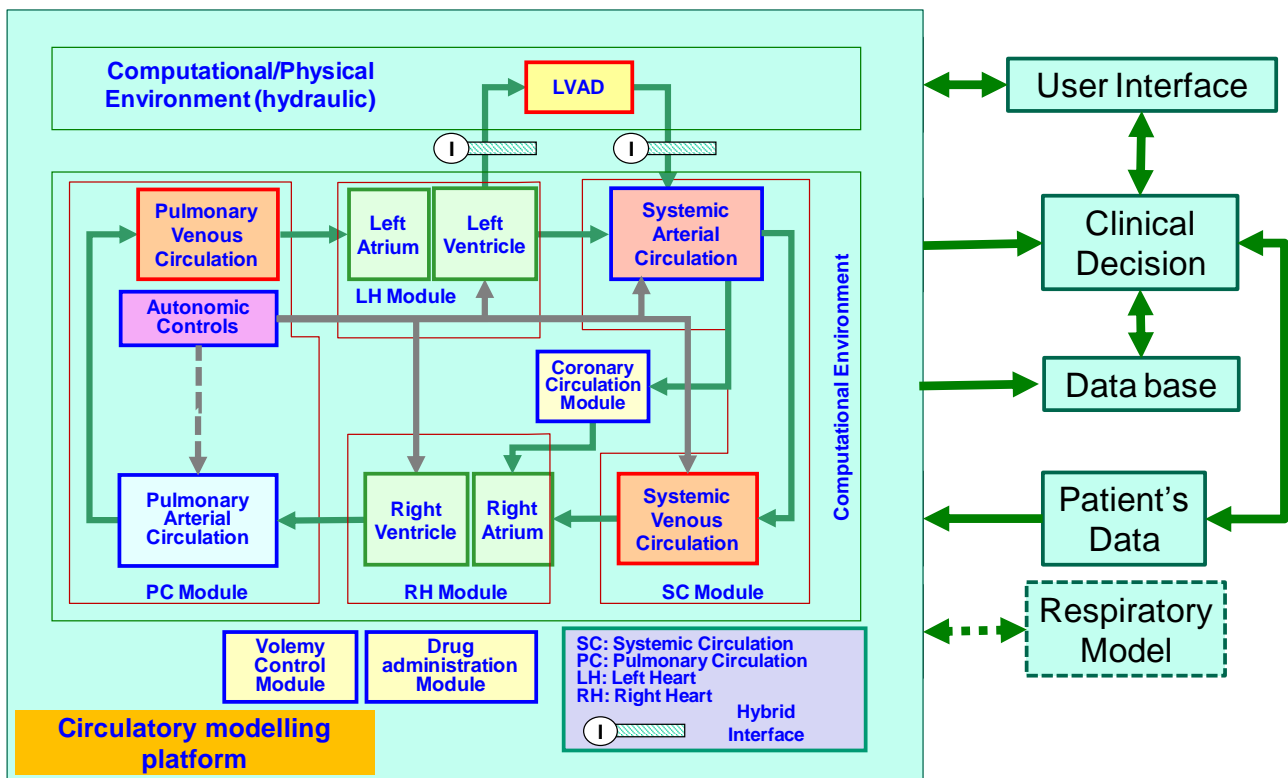 Computational/Physical
Environment (hydraulic)
LVAD
I
I
Pulmonary
Venous
Circulation
Left
Atrium
Left
Ventricle
LH Module
Systemic
Arterial
Circulation
Autonomic
Controls
Coronary
Circulation
Module
Computational Environment
Pulmonary
Arterial
Circulation
PC Module
Right
Ventricle
Right
Atrium
RH Module
Systemic
Venous
Circulation
SC Module
Volemy
Control
Module
Drug
administration
Module
SC: Systemic Circulation
PC: Pulmonary Circulation
LH: Left Heart
RH: Right Heart
I
Hybrid
Interface
Circulatory modelling
platform
User Interface
Clinical
Decision
Data base
Patient's
Data
Respiratory
Model